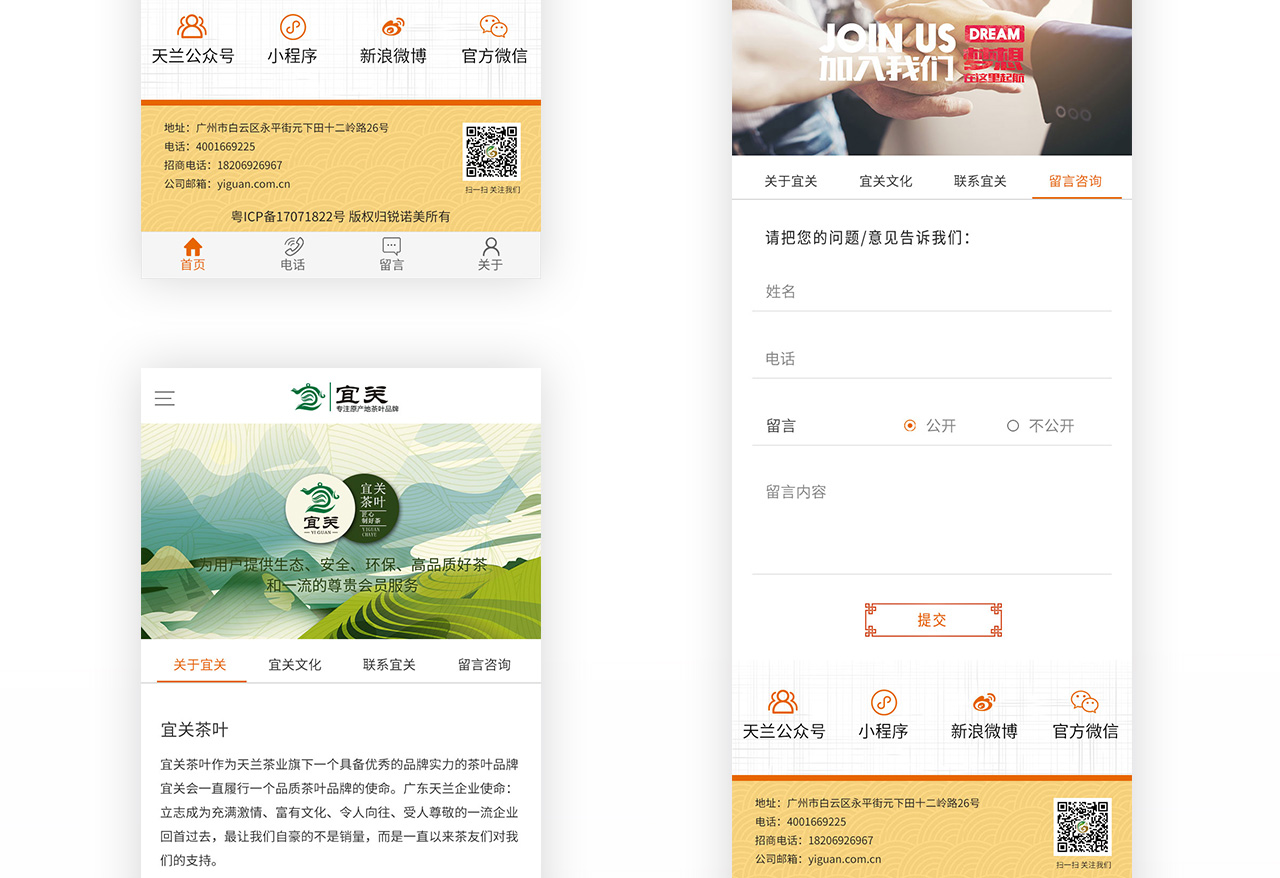 天兰公众号 小程序 新浪微博 官方微信
地址：广州市白云区永平街元下田十二岭路26号
电话：4001669225
招商电话：18206926967
公司邮箱：yiguan.com.cn
扫一扫 关注我们
粤ICP备17071822号 版权归锐诺美所有
首页 电话 留言 关于
宜关
专注原产地茶叶品牌
宜关
YI GUAN
宜关
茶叶
匠心
制好茶
YIGUAN
CHAYE
为用户提供生态、安全、环保、高品质好茶
和一流的尊贵会员服务
关于宜关 宜关文化 联系宜关 留言咨询
宜关茶叶
宜关茶叶作为天兰茶业旗下一个具备优秀的品牌实力的茶叶品牌
宜关会一直履行一个品质茶叶品牌的使命。广东天兰企业使命：
立志成为充满激情、富有文化、令人向往、受人尊敬的一流企业
回首过去，最让我们自豪的不是销量，而是一直以来茶友们对我
们的支持。
JOIN US DREAM
加入我们 梦想
在这里起航
关于宜关 宜关文化 联系宜关 留言咨询
请把您的问题/意见告诉我们：
姓名
电话
留言 公开 不公开
留言内容
提交
天兰公众号 小程序 新浪微博 官方微信
地址：广州市白云区永平街元下田十二岭路26号
电话：4001669225
招商电话：18206926967
公司邮箱：yiguan.com.cn
扫一扫 关注我们